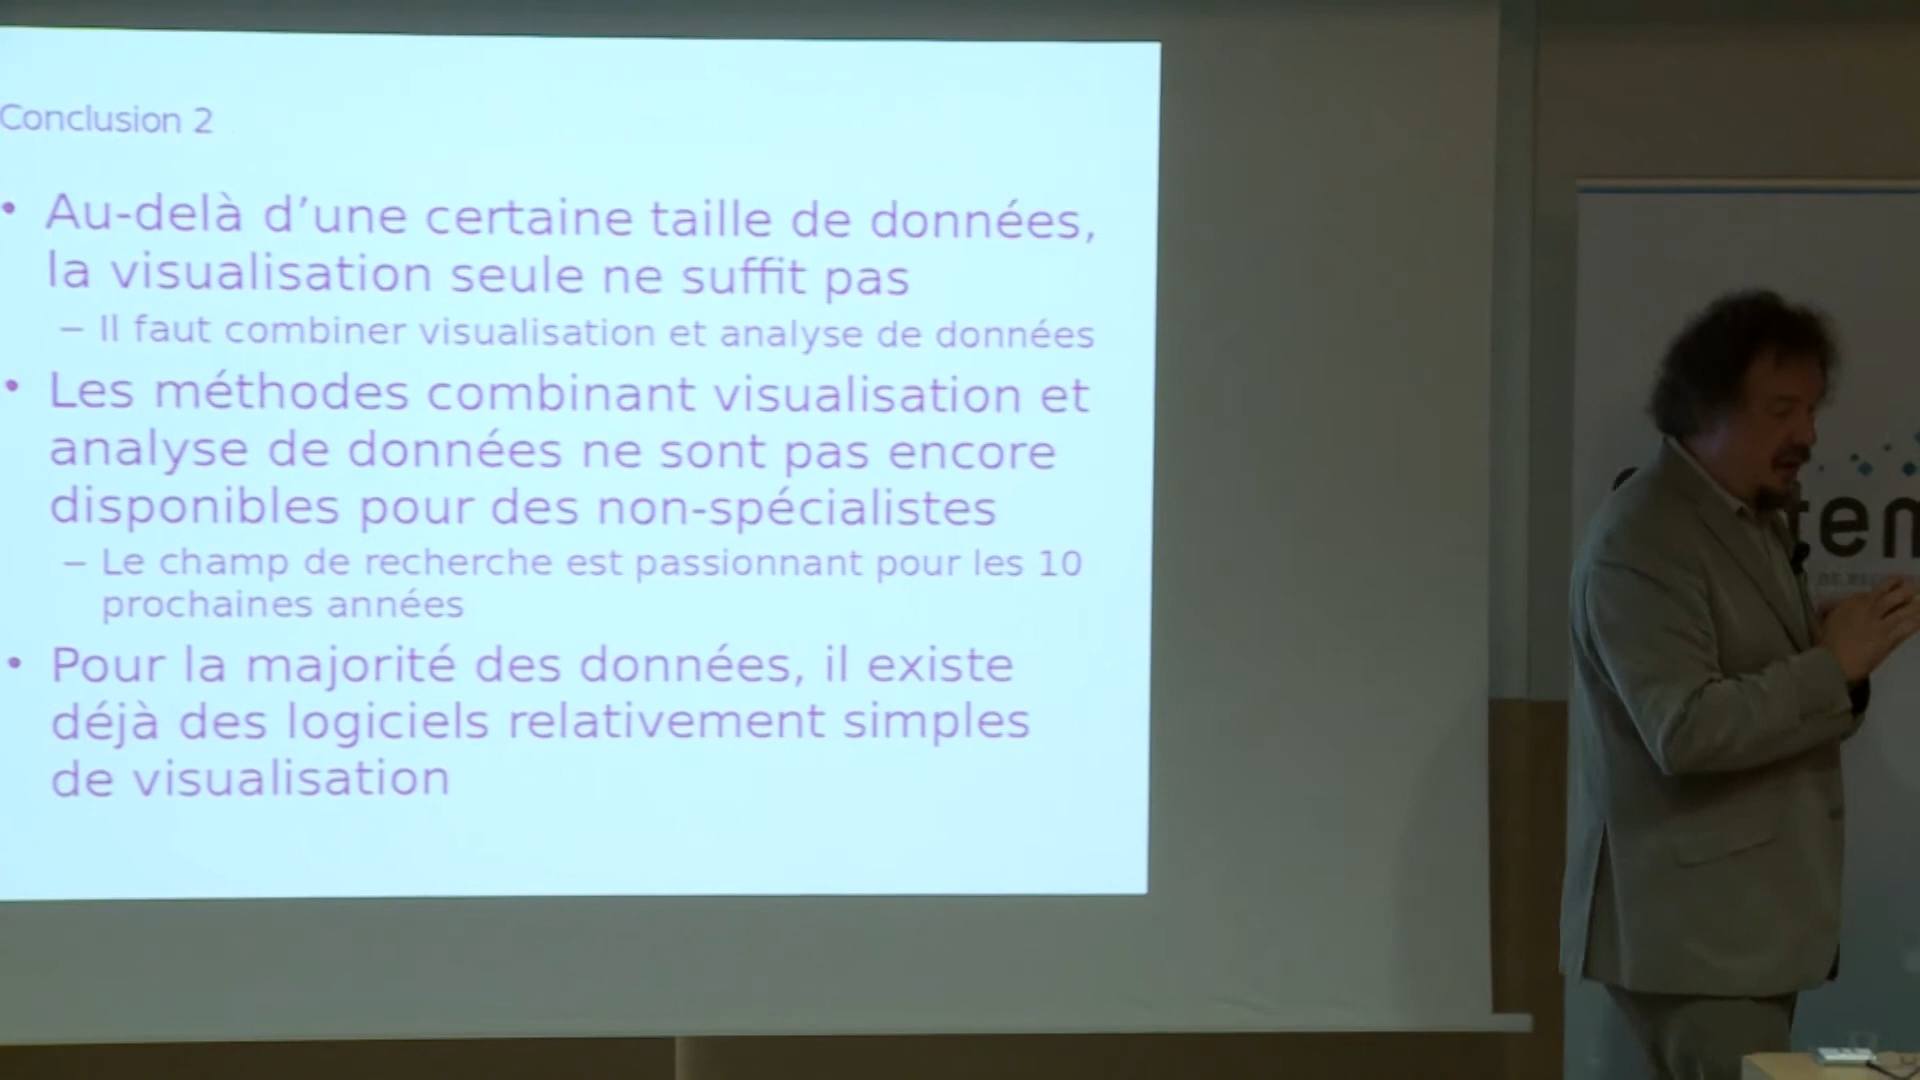 Conclusion 2
• Au-delà d’une certaine taille de données,
la visualisation seule ne suffit pas
– Il faut combiner visualisation et analyse de données
• Les méthodes combinant visualisation et
analyse de données ne sont pas encore
disponibles pour des non-spécialistes
– Le champ de recherche est passionnant pour les 10
prochaines années
• Pour la majorité des données, il existe
déjà des logiciels relativement simples
de visualisation